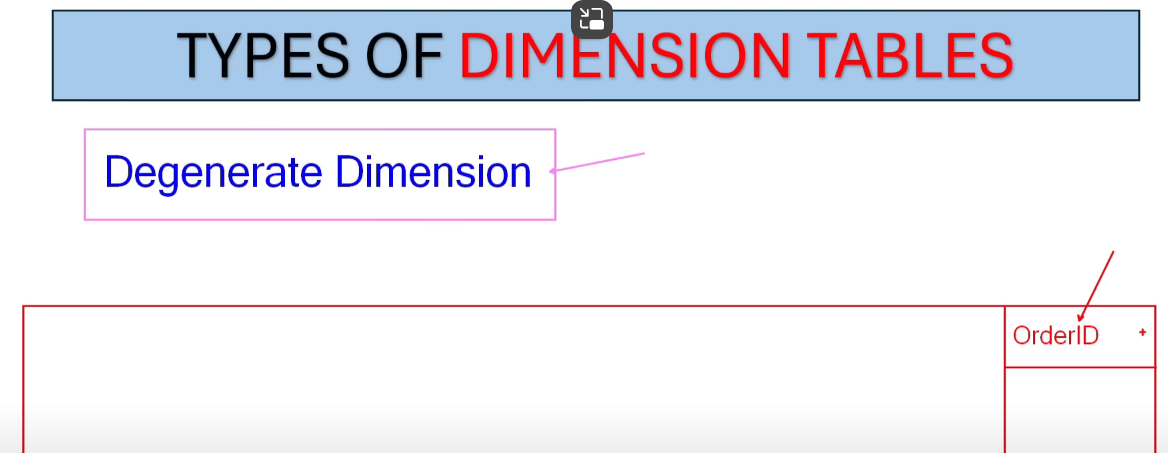 TYPES OF DIMENSION TABLES
Degenerate Dimension
OrderID